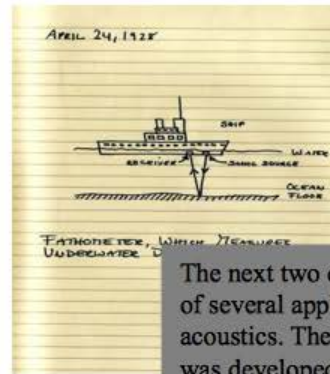 APRIL 24, 1928
SHIP
WATER
RECEIVER
SONIC SOURCE
OCEAN
FLOOR
FATHOMETER, WHICH MEASURES
UNDERWATER D
The next two
of several app
acoustics. The
was developed